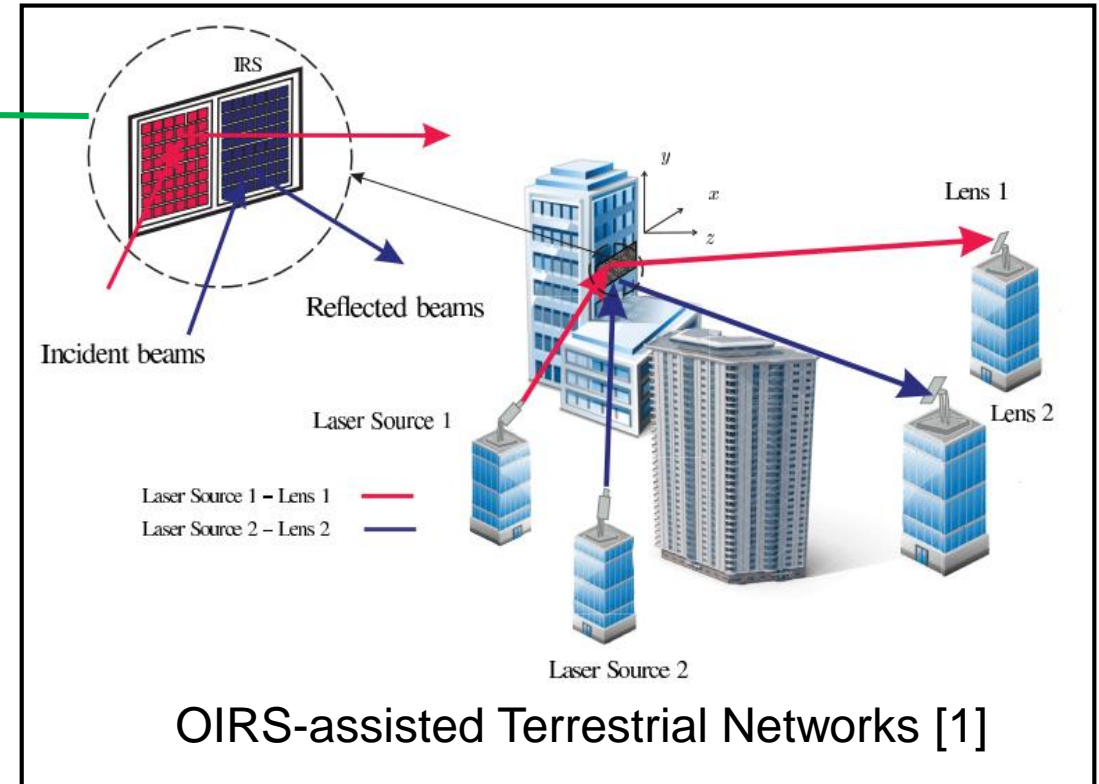 IRS
y
x
z
Lens 1
Reflected beams
Incident beams
Laser Source 1
Lens 2
Laser Source 1 – Lens 1
Laser Source 2 – Lens 2
Laser Source 2
OIRS-assisted Terrestrial Networks [1]